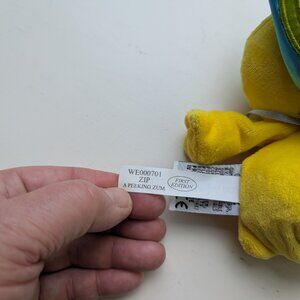 WE000701
ZIP
A PEEKING ZUM
FIRST
EDITION